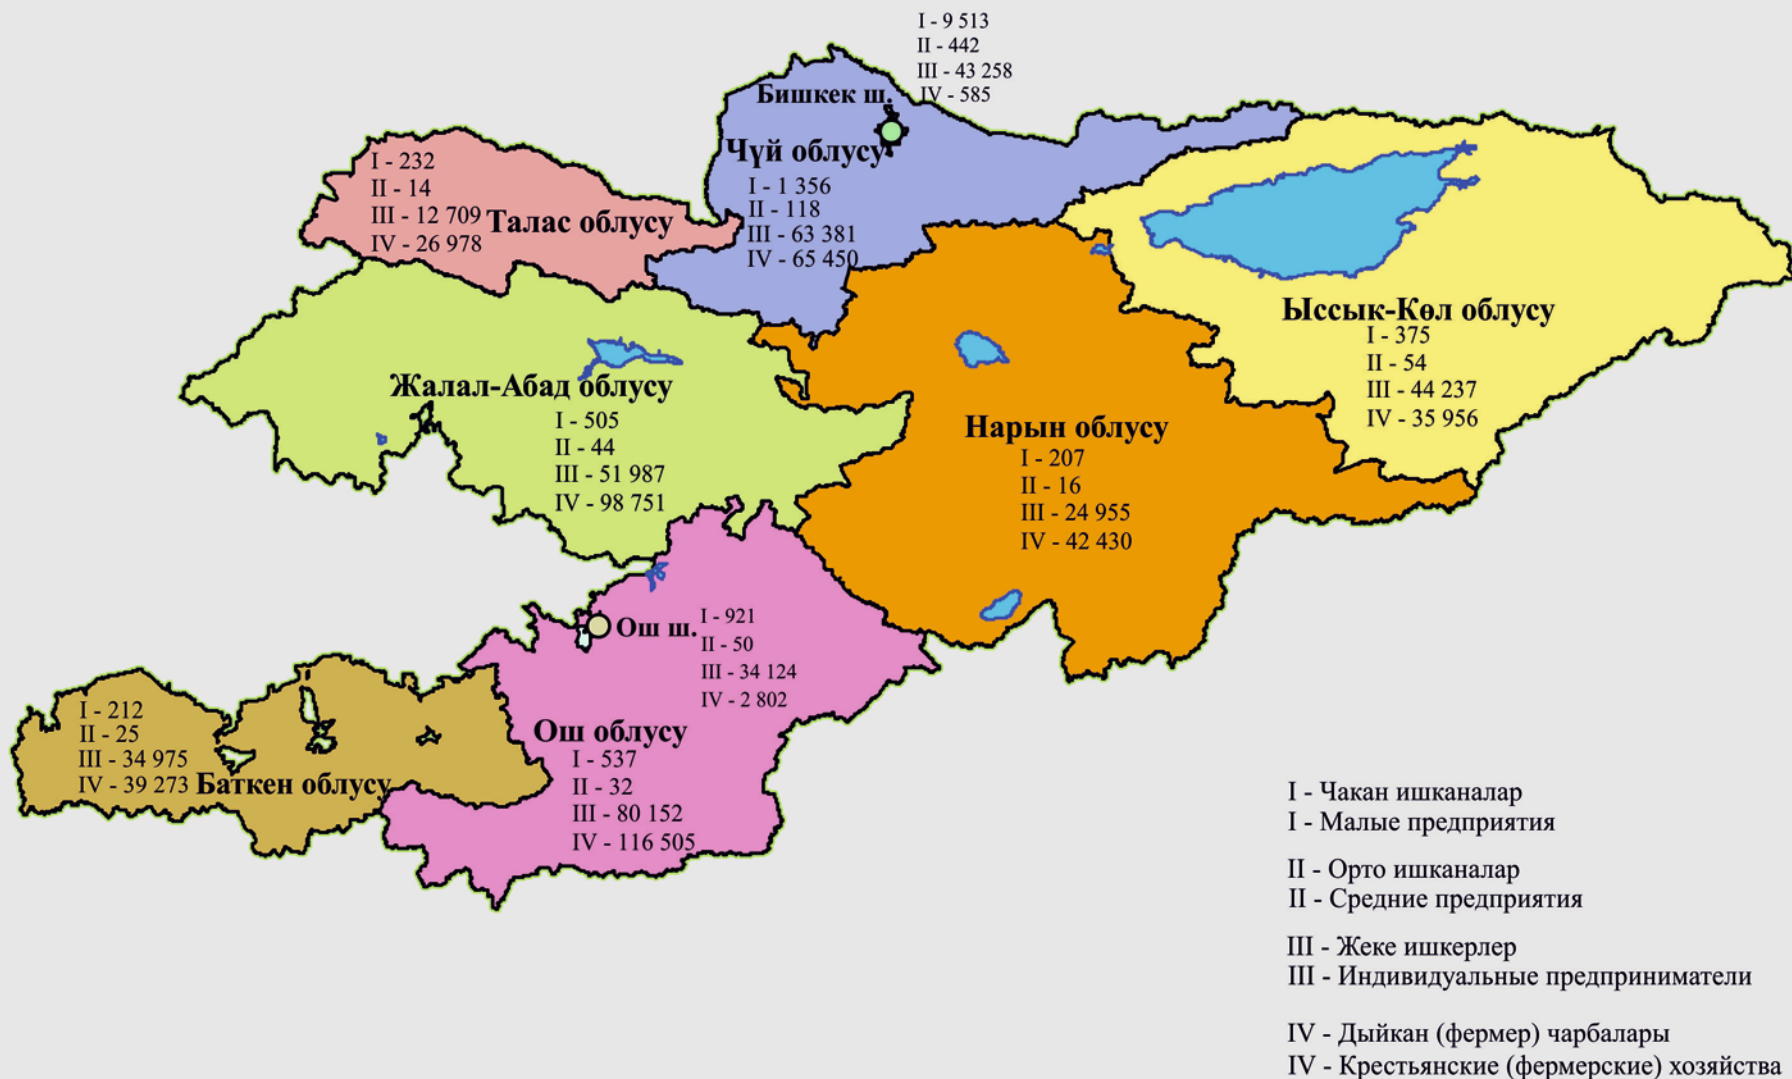 I - 9 513
II - 442
III - 43 258
IV - 585
Бишкек ш.
Чүй облусу
I - 1 356
II - 118
III - 63 381
IV - 65 450
I - 232
II - 14
III - 12 709
IV - 26 978
Талас облусу
Ыссык-Көл облусу
I - 375
II - 54
III - 44 237
IV - 35 956
Жалал-Абад облусу
I - 505
II - 44
III - 51 987
IV - 98 751
Нарын облусу
I - 207
II - 16
III - 24 955
IV - 42 430
Ош ш.
I - 921
II - 50
III - 34 124
IV - 2 802
Ош облусу
I - 537
II - 32
III - 80 152
IV - 116 505
I - 212
II - 25
III - 34 975
IV - 39 273
Баткен облусу
I - Чакан ишканалар
I - Малые предприятия
II - Орто ишканалар
II - Средние предприятия
III - Жеке ишкерлер
III - Индивидуальные предприниматели
IV - Дыйкан (фермер) чарбалары
IV - Крестьянские (фермерские) хозяйства